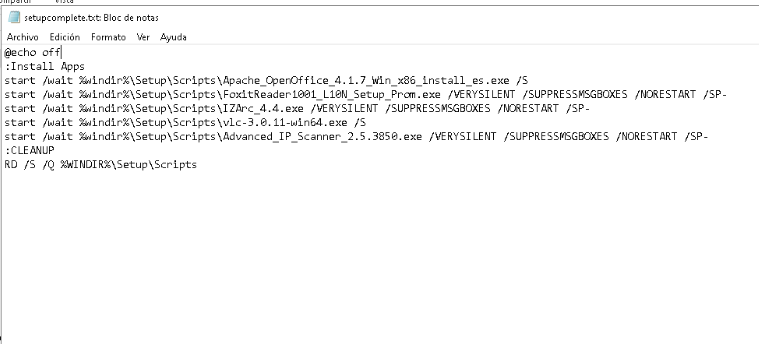 setupcomplete.txt: Bloc de notas
Archivo Edición Formato Ver Ayuda
@echo off
:Install Apps
start /wait %windir%\Setup\Scripts\Apache_OpenOffice_4.1.7_Win_x86_install_es.exe /S
start /wait %windir%\Setup\Scripts\FoxitReader1001_L10N_Setup_Prom.exe /VERYSILENT /SUPPRESSMSGBOXES /NORESTART /SP-
start /wait %windir%\Setup\Scripts\IZArc_4.4.exe /VERYSILENT /SUPPRESSMSGBOXES /NORESTART /SP-
start /wait %windir%\Setup\Scripts\vlc-3.0.11-win64.exe /S
start /wait %windir%\Setup\Scripts\Advanced_IP_Scanner_2.5.3850.exe /VERYSILENT /SUPPRESSMSGBOXES /NORESTART /SP-
:CLEANUP
RD /S /Q %WINDIR%\Setup\Scripts